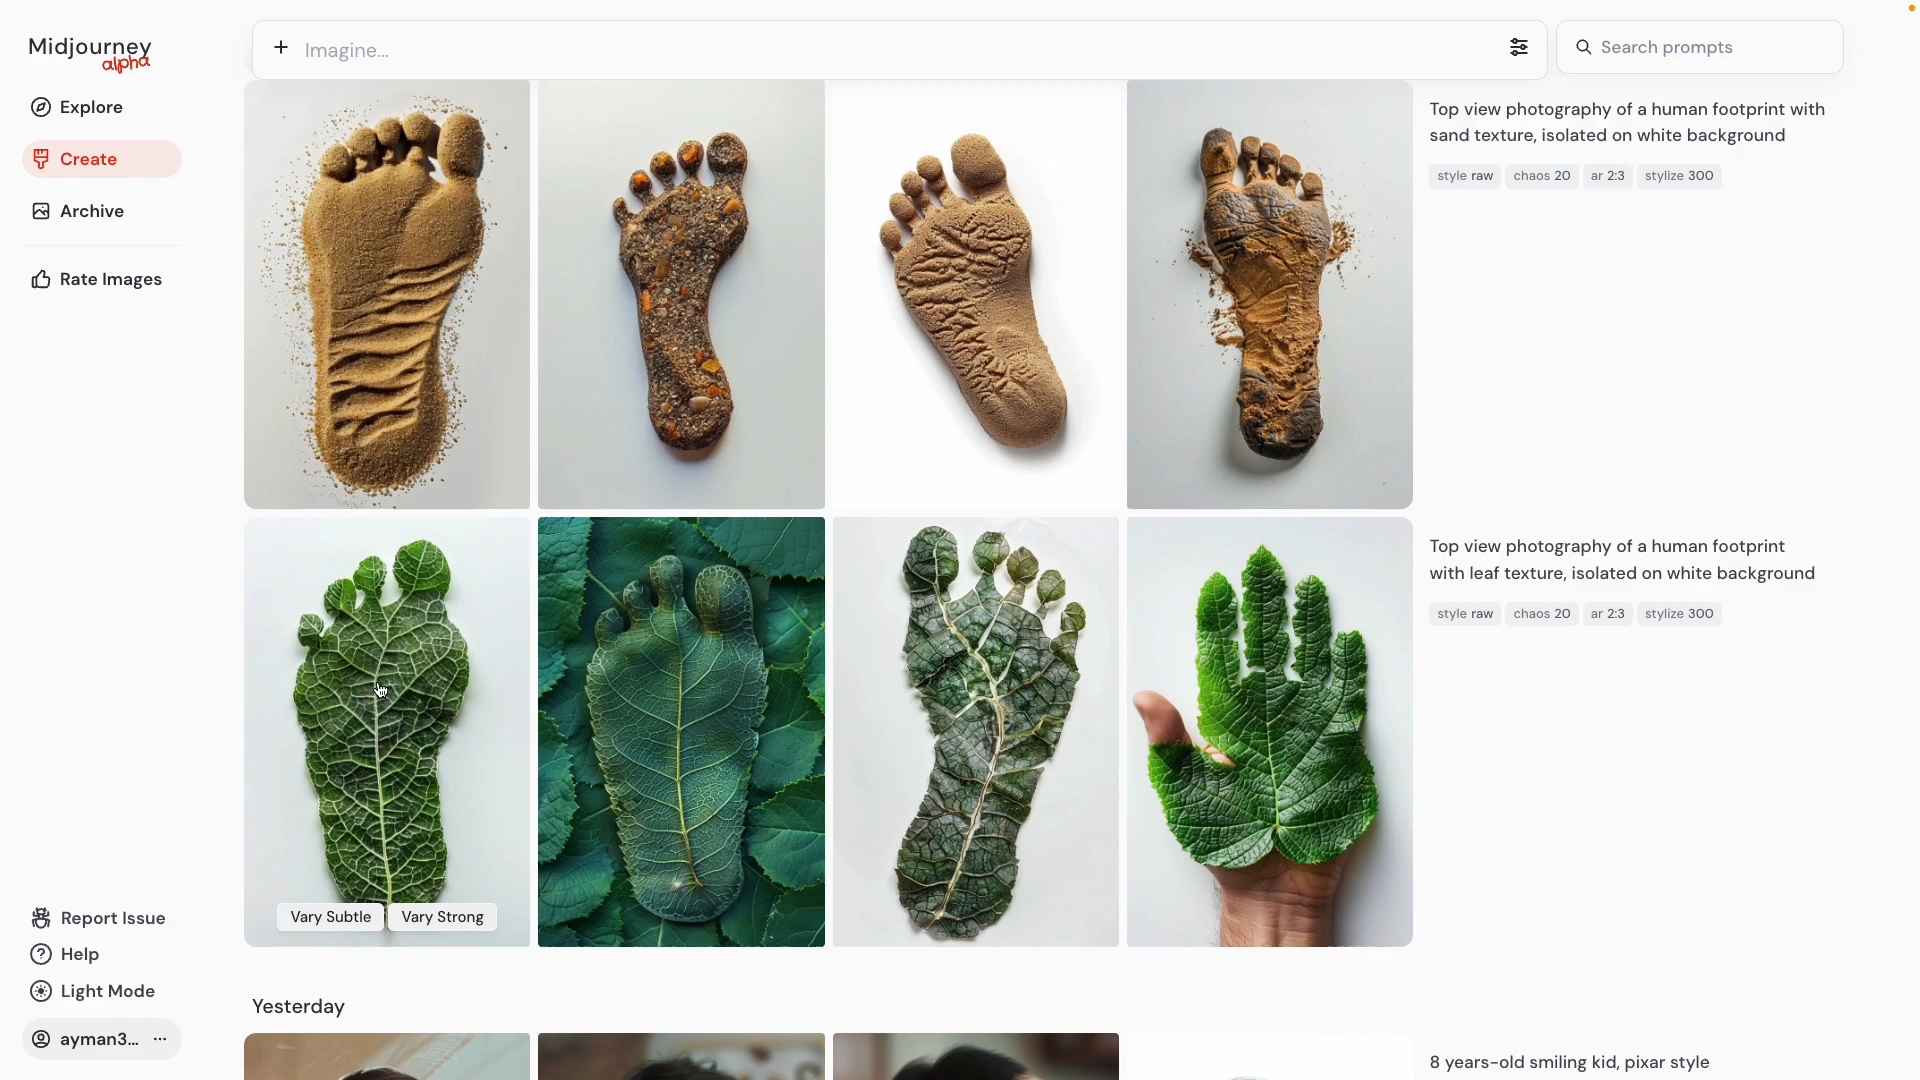 Midjourney
alpha
Imagine...
Search prompts
Explore
Create
Archive
Rate Images
Top view photography of a human footprint with
sand texture, isolated on white background
style raw chaos 20 ar 2:3 stylize 300
Top view photography of a human footprint
with leaf texture, isolated on white background
style raw chaos 20 ar 2:3 stylize 300
Vary Subtle Vary Strong
Report Issue
Help
Light Mode
ayman3...
Yesterday
8 years-old smiling kid, pixar style